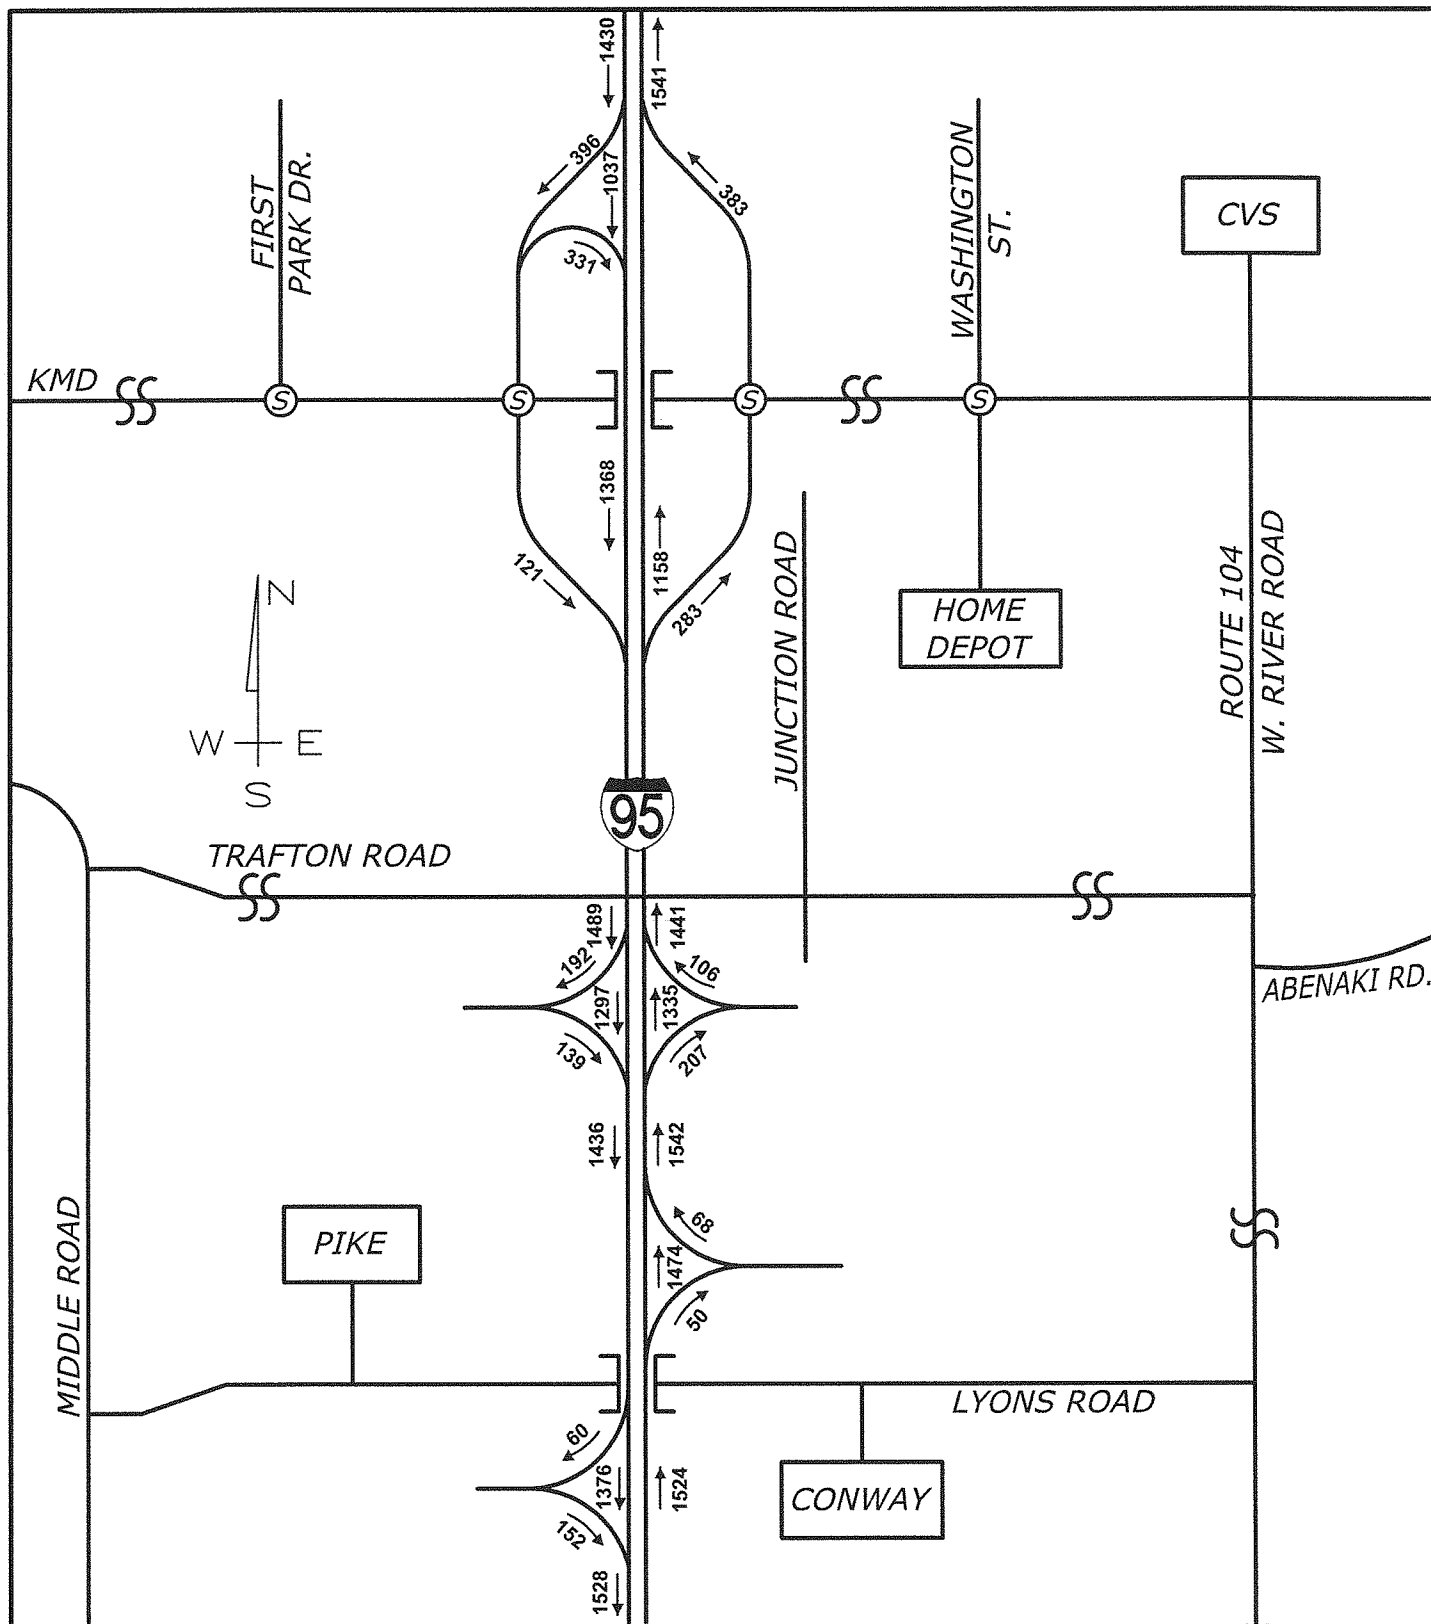 1430
1541
396
1037
383
331
FIRST
PARK DR.
WASHINGTON
ST.
CVS
KMD
S
S
S
S
1368
1158
121
283
JUNCTION ROAD
HOME
DEPOT
ROUTE 104
W. RIVER ROAD
N
W E
S
95
TRAFTON ROAD
1489
1441
192
106
1297
1335
139
207
ABENAKI RD.
1436
1542
68
1474
50
MIDDLE ROAD
PIKE
LYONS ROAD
60
1376
1524
152
CONWAY
1528